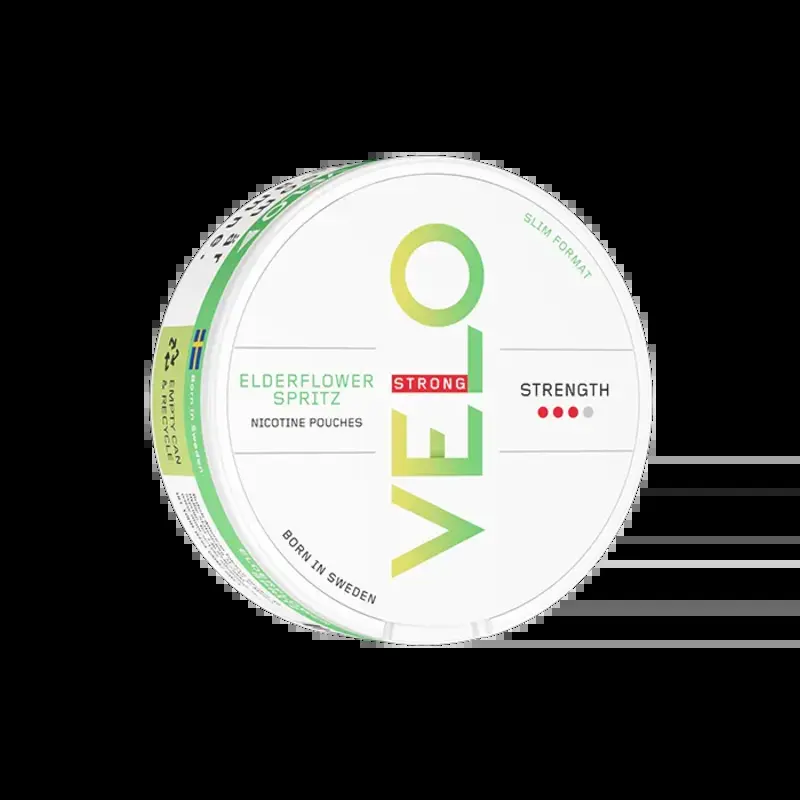 SLIM FORMAT
VELO
STRONG
ELDERFLOWER
SPRITZ
NICOTINE POUCHES
STRENGTH
BORN IN SWEDEN
Born in Sweden
EMPTY CAN
& RECYCLE